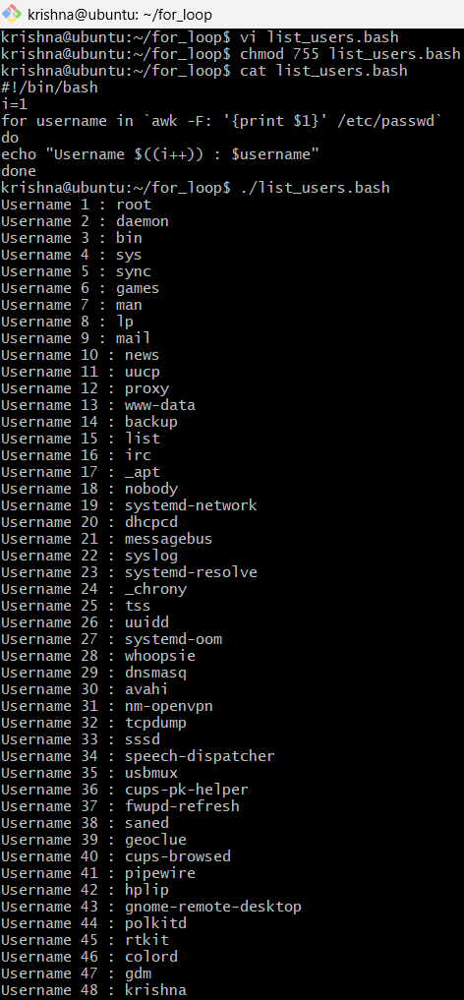 krishna@ubuntu: ~/for_loop
krishna@ubuntu:~/for_loop$ vi list_users.bash
krishna@ubuntu:~/for_loop$ chmod 755 list_users.bash
krishna@ubuntu:~/for_loop$ cat list_users.bash
#!/bin/bash
i=1
for username in `awk -F: '{print $1}' /etc/passwd`
do
echo "Username $((i++)) : $username"
done
krishna@ubuntu:~/for_loop$ ./list_users.bash
Username 1 : root
Username 2 : daemon
Username 3 : bin
Username 4 : sys
Username 5 : sync
Username 6 : games
Username 7 : man
Username 8 : lp
Username 9 : mail
Username 10 : news
Username 11 : uucp
Username 12 : proxy
Username 13 : www-data
Username 14 : backup
Username 15 : list
Username 16 : irc
Username 17 : _apt
Username 18 : nobody
Username 19 : systemd-network
Username 20 : dhcpcd
Username 21 : messagebus
Username 22 : syslog
Username 23 : systemd-resolve
Username 24 : _chrony
Username 25 : tss
Username 26 : uuidd
Username 27 : systemd-oom
Username 28 : whoopsie
Username 29 : dnsmasq
Username 30 : avahi
Username 31 : nm-openvpn
Username 32 : tcpdump
Username 33 : sssd
Username 34 : speech-dispatcher
Username 35 : usbmux
Username 36 : cups-pk-helper
Username 37 : fwupd-refresh
Username 38 : saned
Username 39 : geoclue
Username 40 : cups-browsed
Username 41 : pipewire
Username 42 : hplip
Username 43 : gnome-remote-desktop
Username 44 : polkitd
Username 45 : rtkit
Username 46 : colord
Username 47 : gdm
Username 48 : krishna